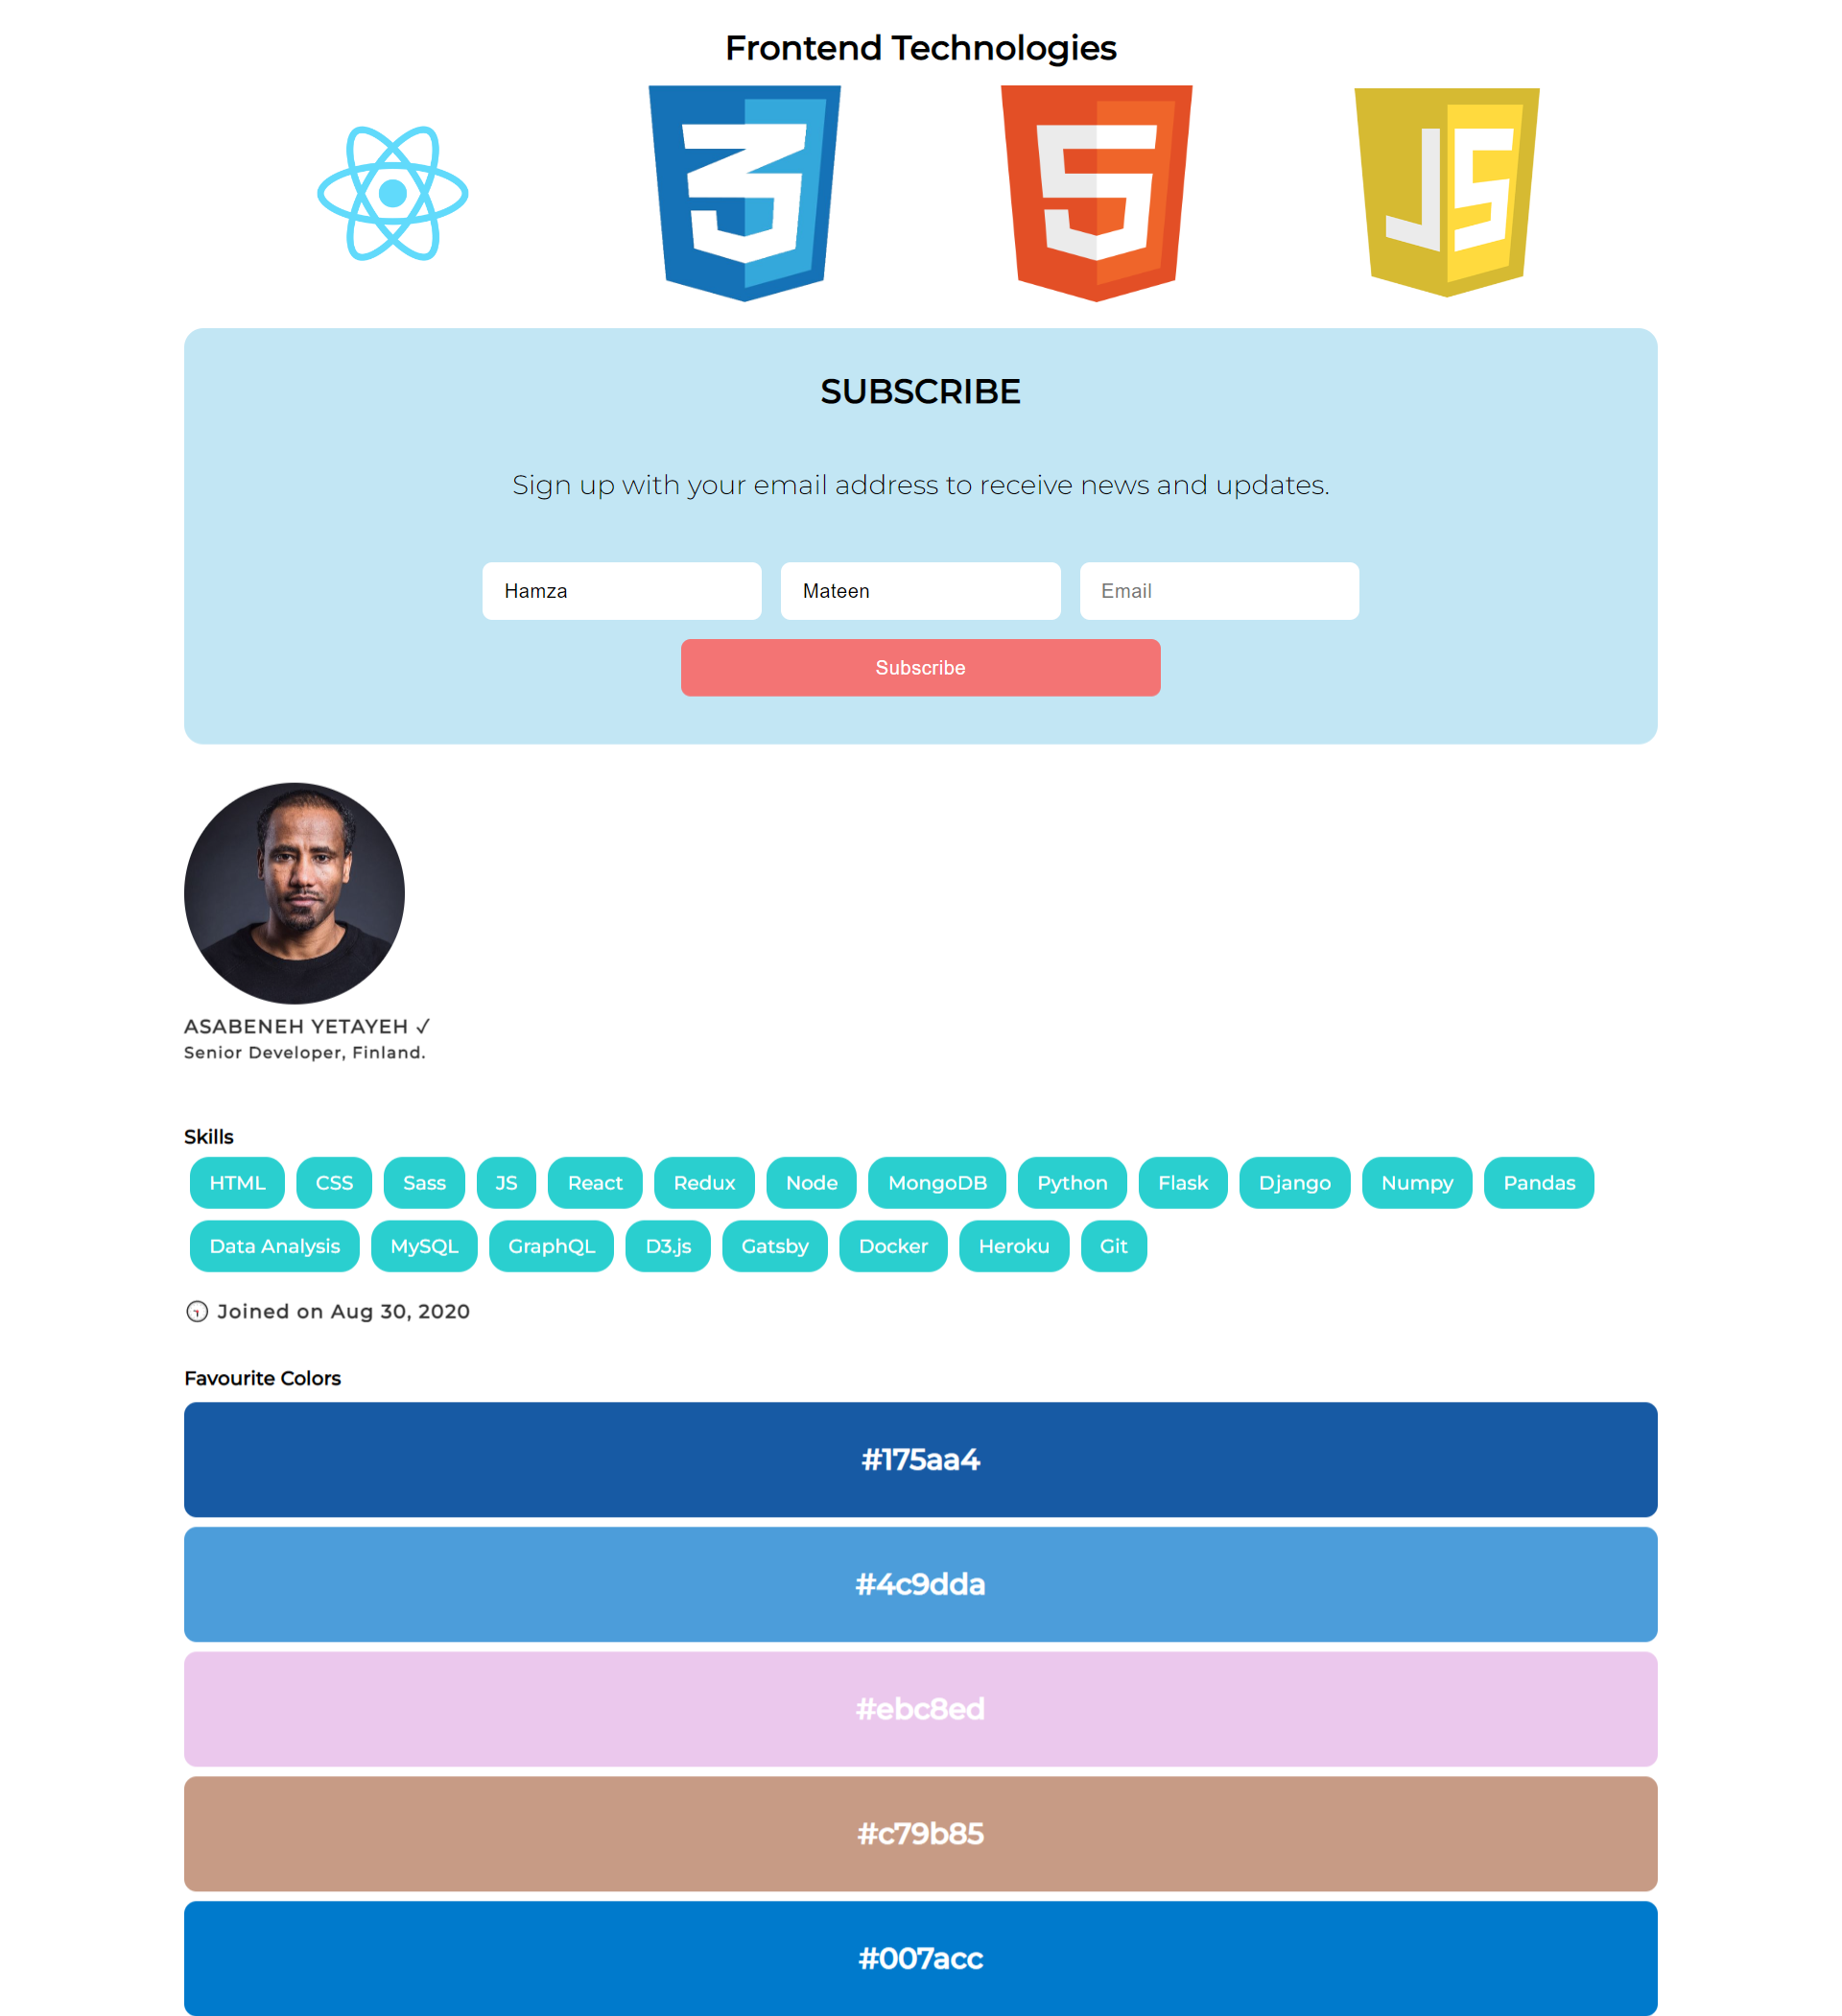 Frontend Technologies
3
5
JS
SUBSCRIBE
Sign up with your email address to receive news and updates.
Hamza Mateen Email
Subscribe
ASABENEH YETAYEH ✓
Senior Developer, Finland.
Skills
HTML CSS Sass JS React Redux Node MongoDB Python Flask Django Numpy Pandas
Data Analysis MySQL GraphQL D3.js Gatsby Docker Heroku Git
Joined on Aug 30, 2020
Favourite Colors
#175aa4
#4c9dda
#ebc8ed
#c79b85
#007acc